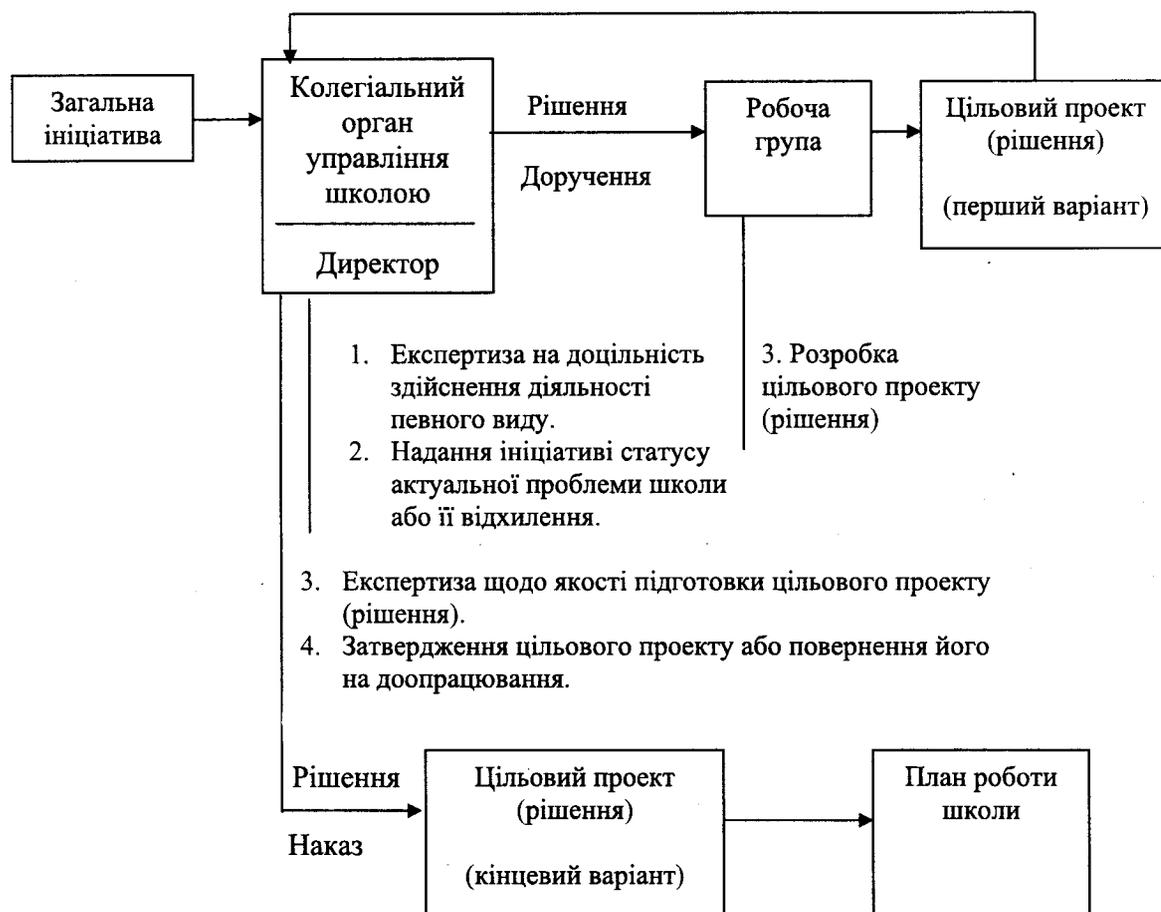 Загальна
ініціатива
Колегіальний
орган
управління
школою
Директор
Рішення
Доручення
Робоча
група
Цільовий проект
(рішення)
(перший варіант)
1. Експертиза на доцільність
здійснення діяльності
певного виду.
2. Надання ініціативі статусу
актуальної проблеми школи
або її відхилення.
3. Розробка
цільового проекту
(рішення)
3. Експертиза щодо якості підготовки цільового проекту
(рішення).
4. Затвердження цільового проекту або повернення його
на доопрацювання.
Рішення
Наказ
Цільовий проект
(рішення)
(кінцевий варіант)
План роботи
школи